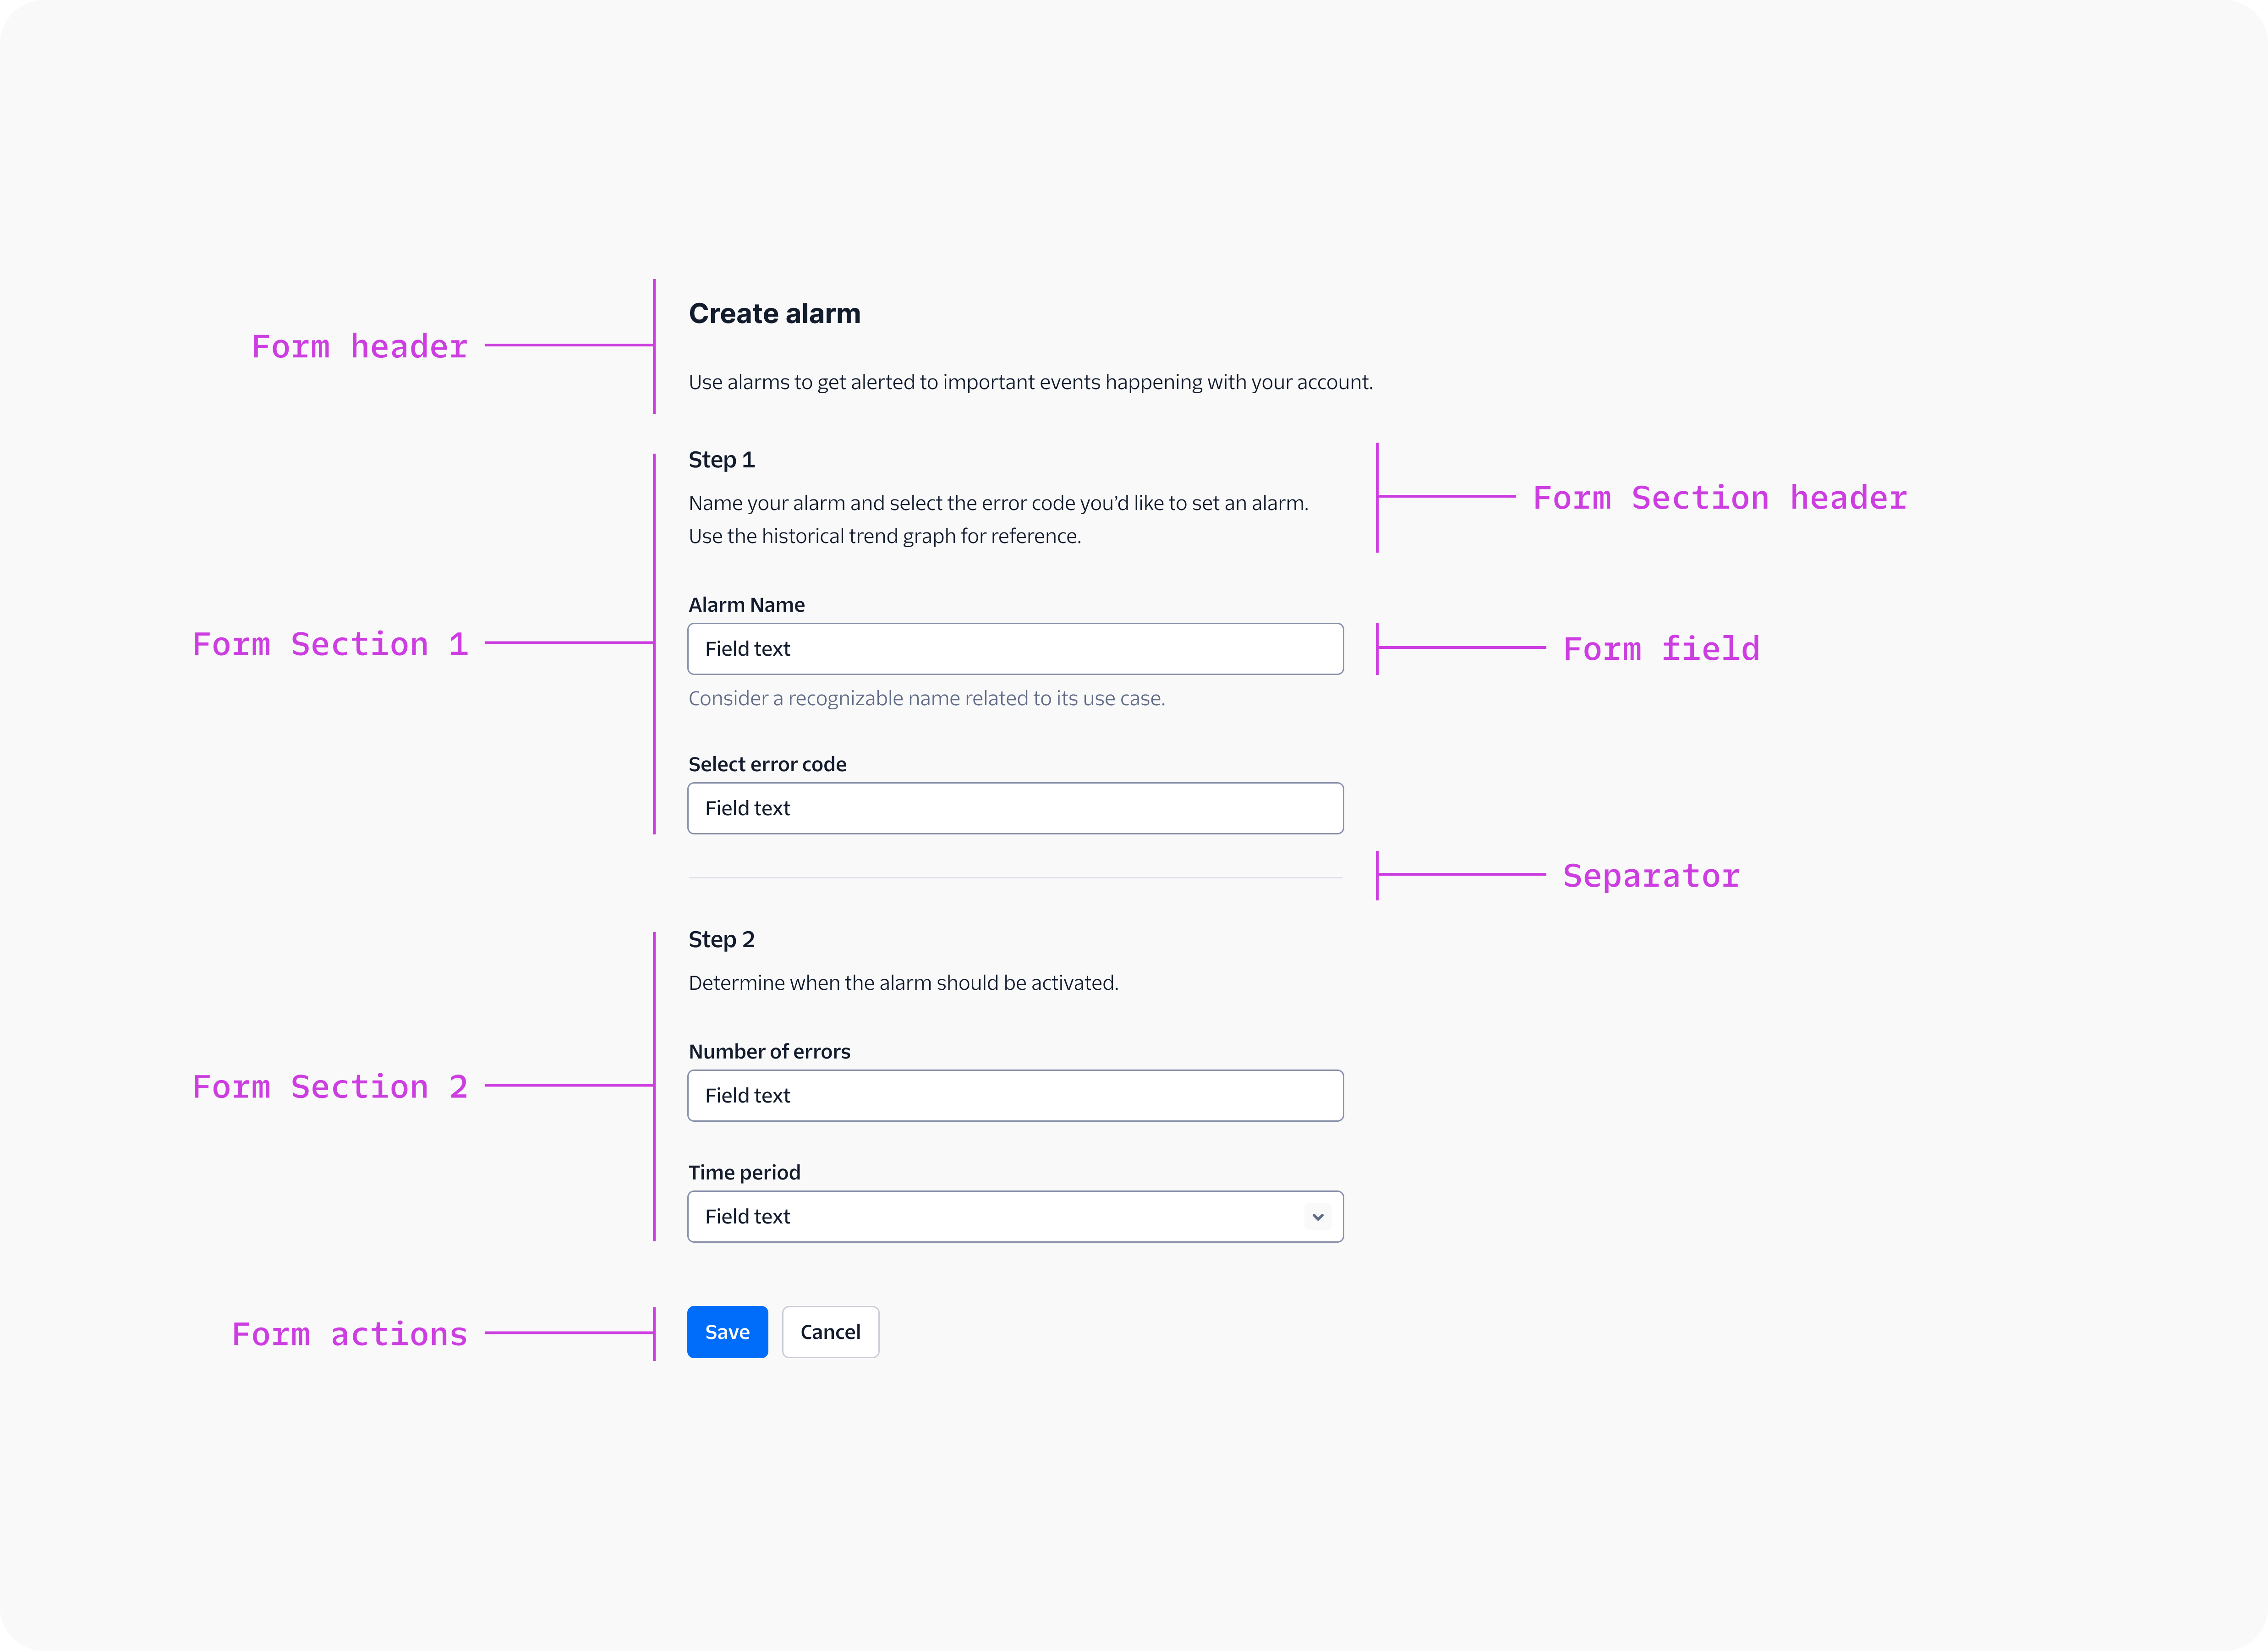 Form header
Create alarm
Use alarms to get alerted to important events happening with your account.
Step 1
Name your alarm and select the error code you’d like to set an alarm.
Use the historical trend graph for reference.
Form Section header
Form Section 1
Alarm Name
Field text
Form field
Consider a recognizable name related to its use case.
Select error code
Field text
Separator
Form Section 2
Step 2
Determine when the alarm should be activated.
Number of errors
Field text
Time period
Field text
Form actions
Save
Cancel